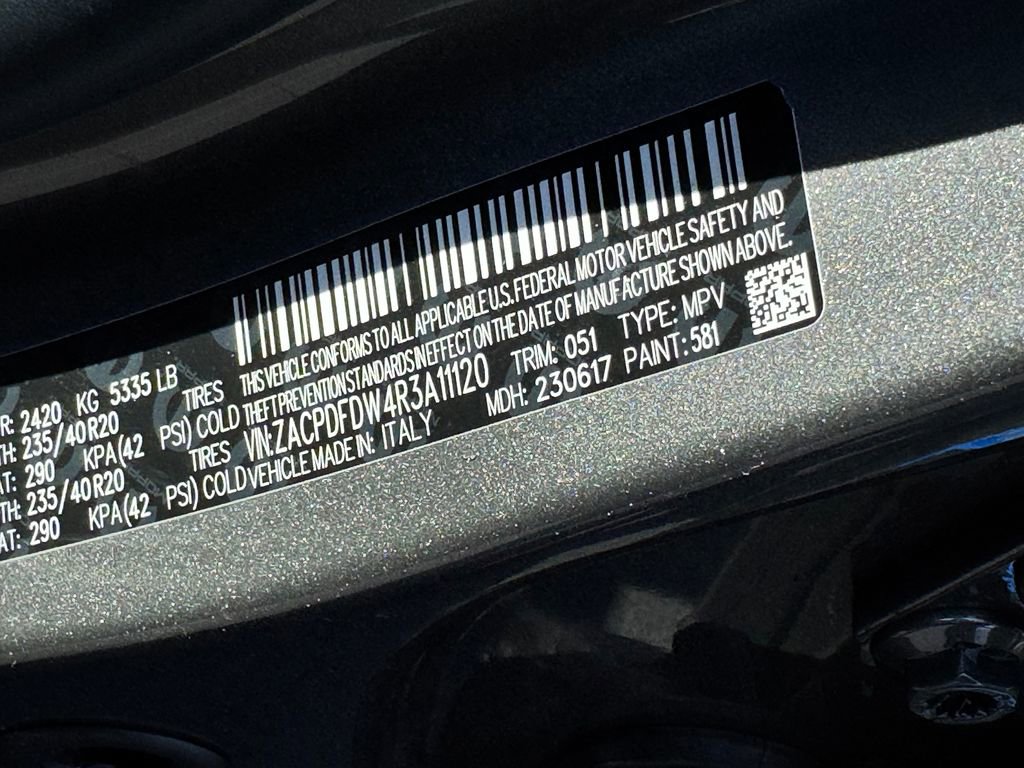 THIS VEHICLE CONFORMS TO ALL APPLICABLE U.S. FEDERAL MOTOR VEHICLE SAFETY AND
THEFT PREVENTION STANDARDS IN EFFECT ON THE DATE OF MANUFACTURE SHOWN ABOVE.
R: 2420 KG 5335 LB
TH: 235/40R20 TIRES
AT: 290 KPA(42 PSI) COLD
TH: 235/40R20 TIRES
AT: 290 KPA(42 PSI) COLD
VIN: ZACPDFDW4R3A11120 TRIM: 051 TYPE: MPV
VEHICLE MADE IN: ITALY MDH: 230617 PAINT: 581